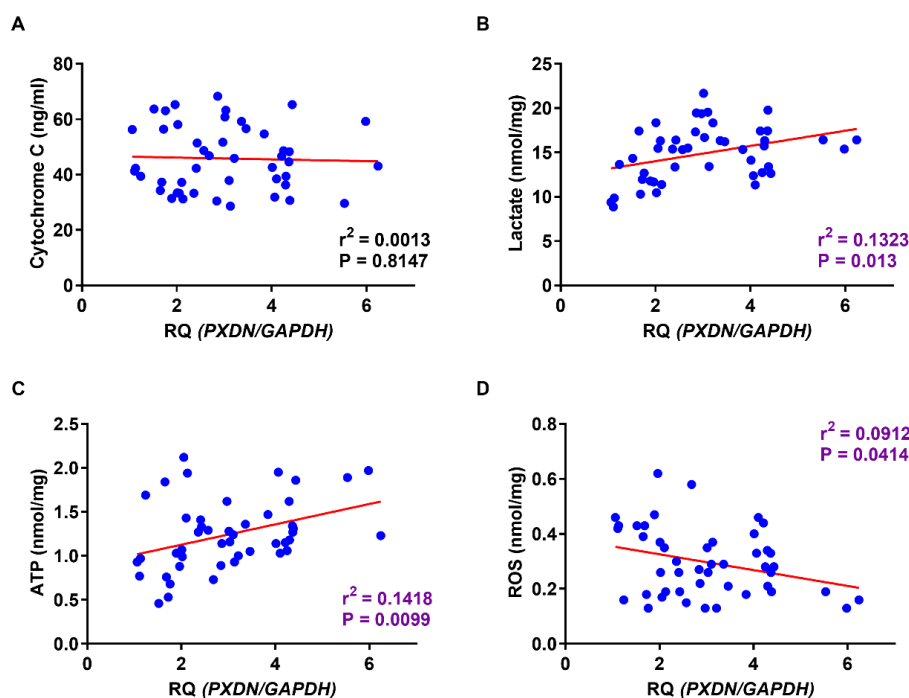 A
Cytochrome C (ng/ml)
80
60
40
20
0
0
2
4
6
RQ (PXDN/GAPDH)
r² = 0.0013
P = 0.8147
B
Lactate (nmol/mg)
25
20
15
10
5
0
0
2
4
6
RQ (PXDN/GAPDH)
r² = 0.1323
P = 0.013
C
ATP (nmol/mg)
2.5
2.0
1.5
1.0
0.5
0.0
0
2
4
6
RQ (PXDN/GAPDH)
r² = 0.1418
P = 0.0099
D
ROS (nmol/mg)
0.8
0.6
0.4
0.2
0.0
0
2
4
6
RQ (PXDN/GAPDH)
r² = 0.0912
P = 0.0414